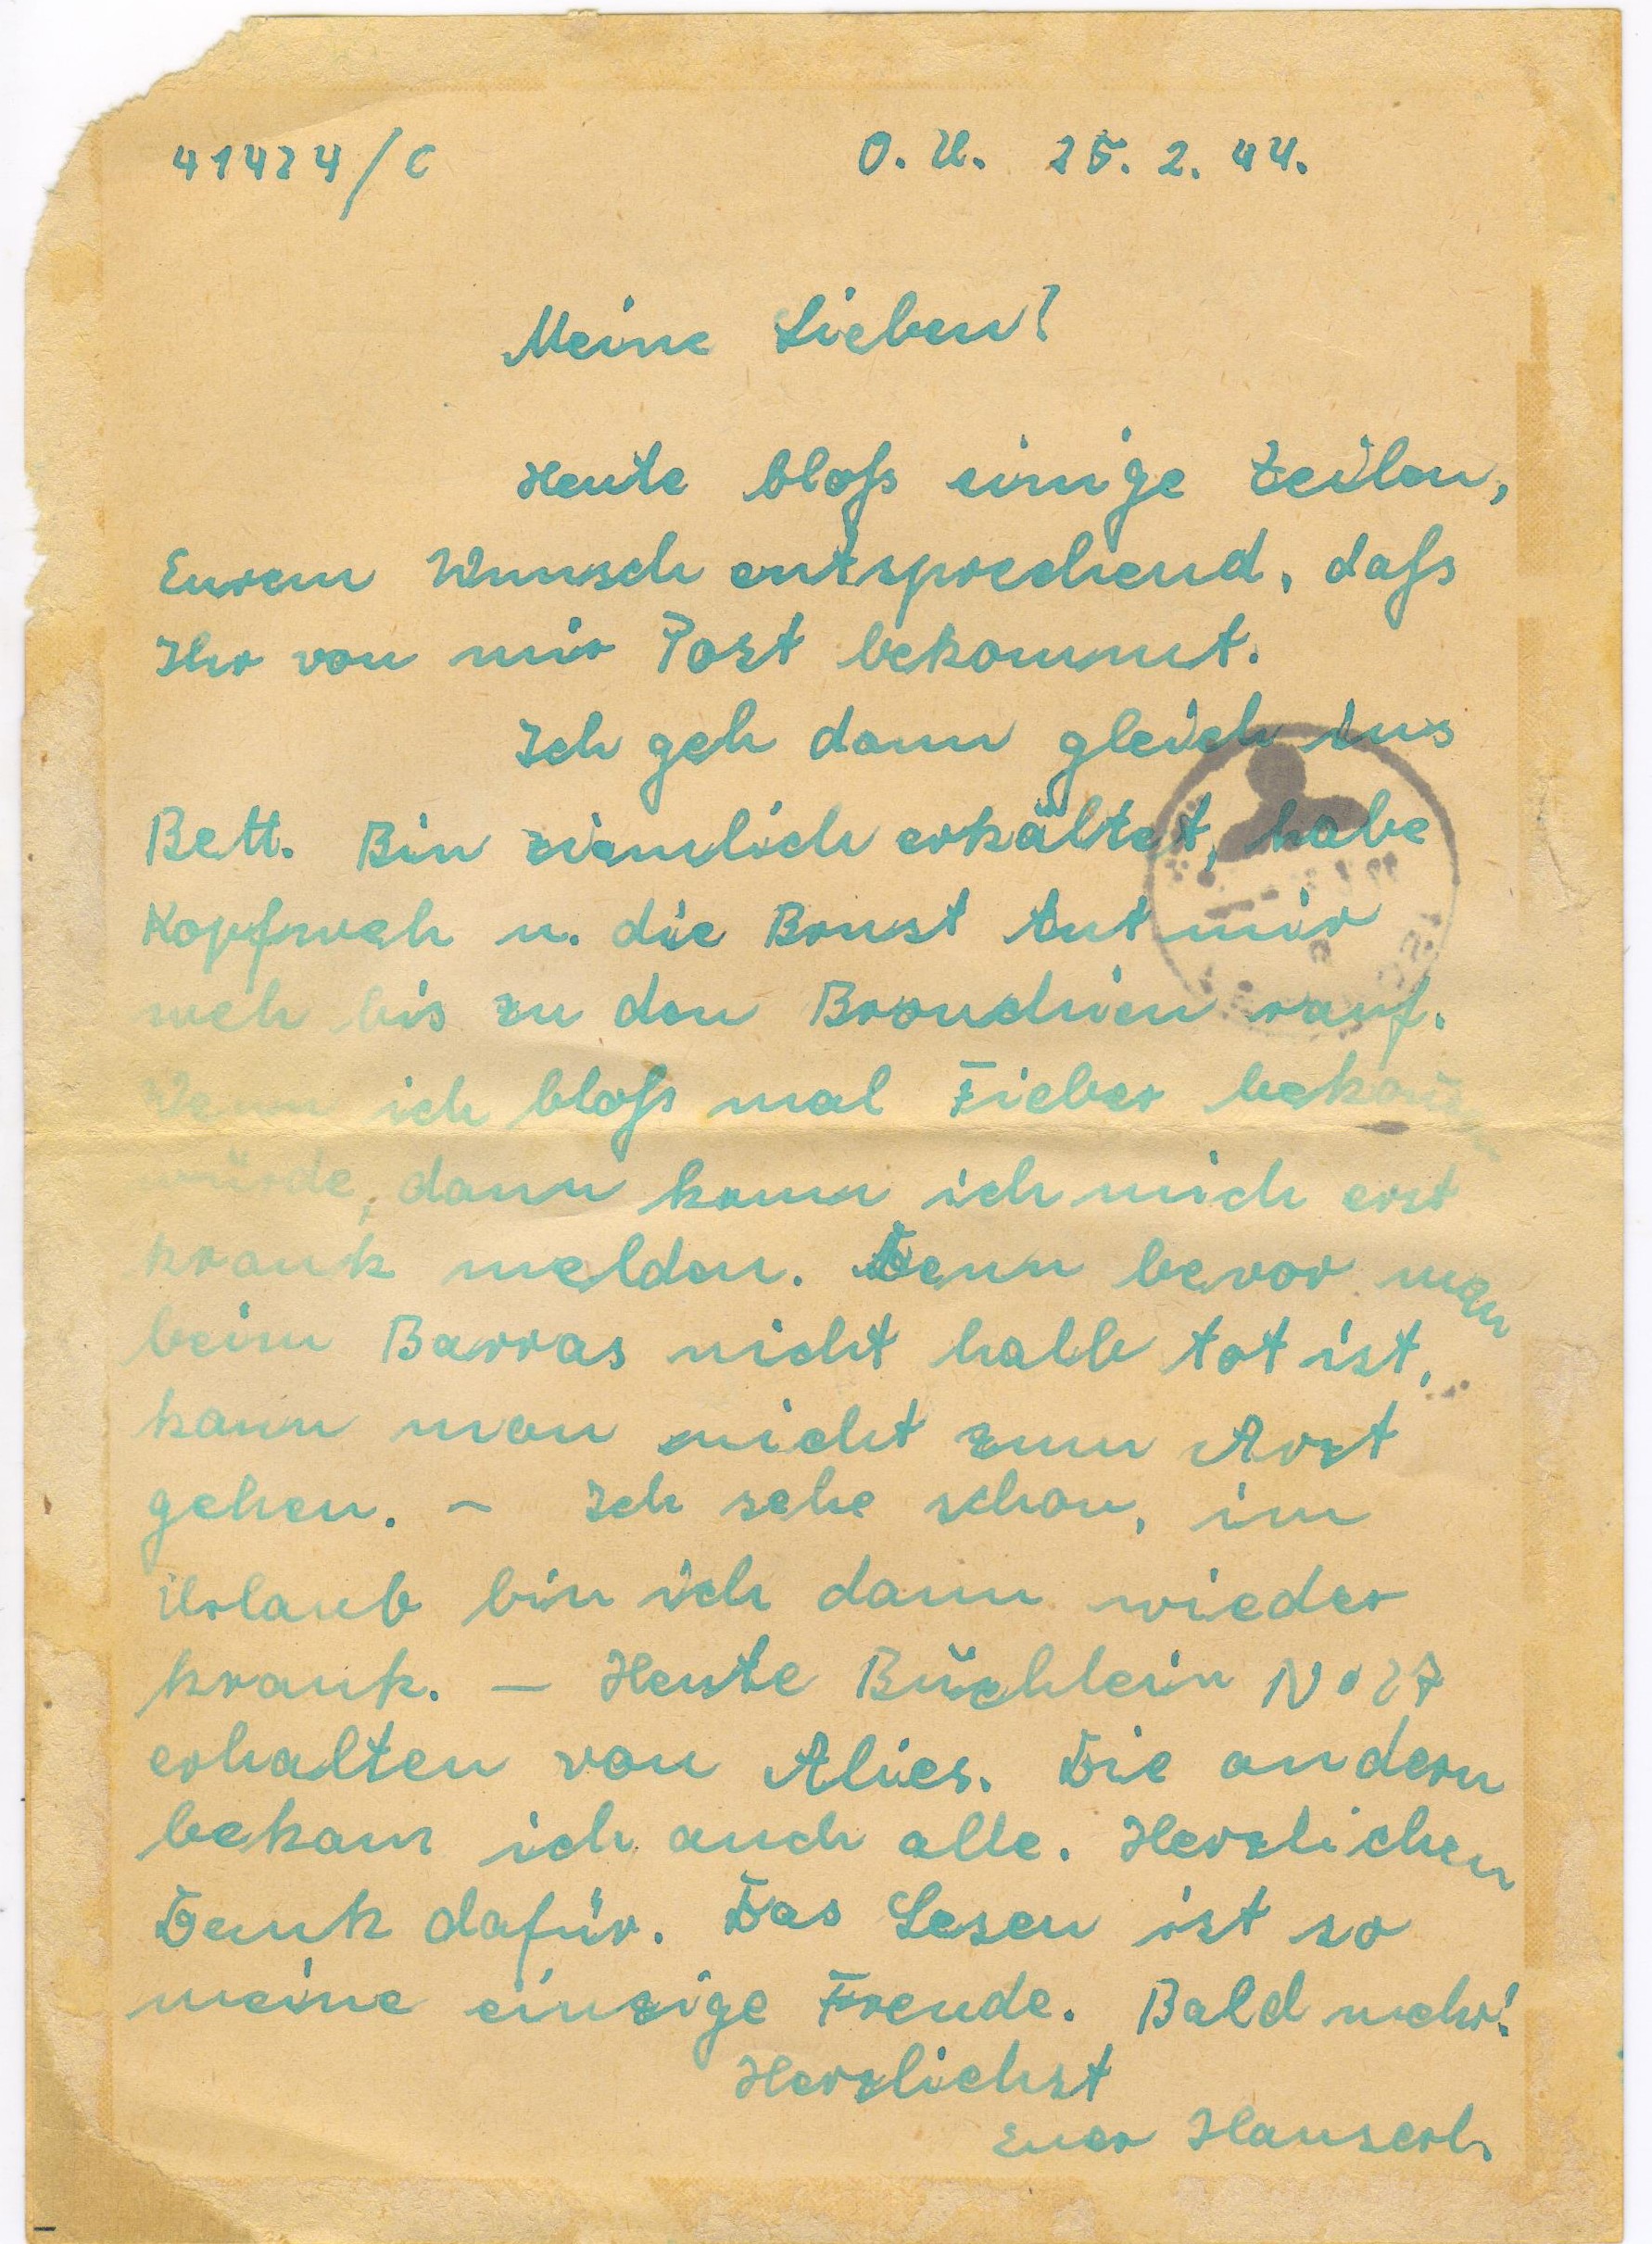 41424/C O. U. 25. 2. 44.
Meine Lieben!
Heute bloß einige Zeilen,
Eurem Wunsch entsprechend, daß
Ihr von mir Post bekommt.
Ich geh dann gleich ins
Bett. Bin ziemlich erkältet, habe
Kopfweh u. die Brust tut mir
weh bis zu den Bronchien rauf.
Wenn ich bloß mal Fieber bekommen
würde, dann kann ich mich erst
krank melden. Denn bevor man
beim Barras nicht halb tot ist,
kann man nicht zum Arzt
gehen. – Ich sehe schon, im
Urlaub bin ich dann wieder
krank. – Heute Büchlein No 27
erhalten von Alies. Die andern
bekam ich auch alle. Herzlichen
Dank dafür. Das Lesen ist so
meine einzige Freude. Bald mehr!
Herzlichst
Euer Hanserl.